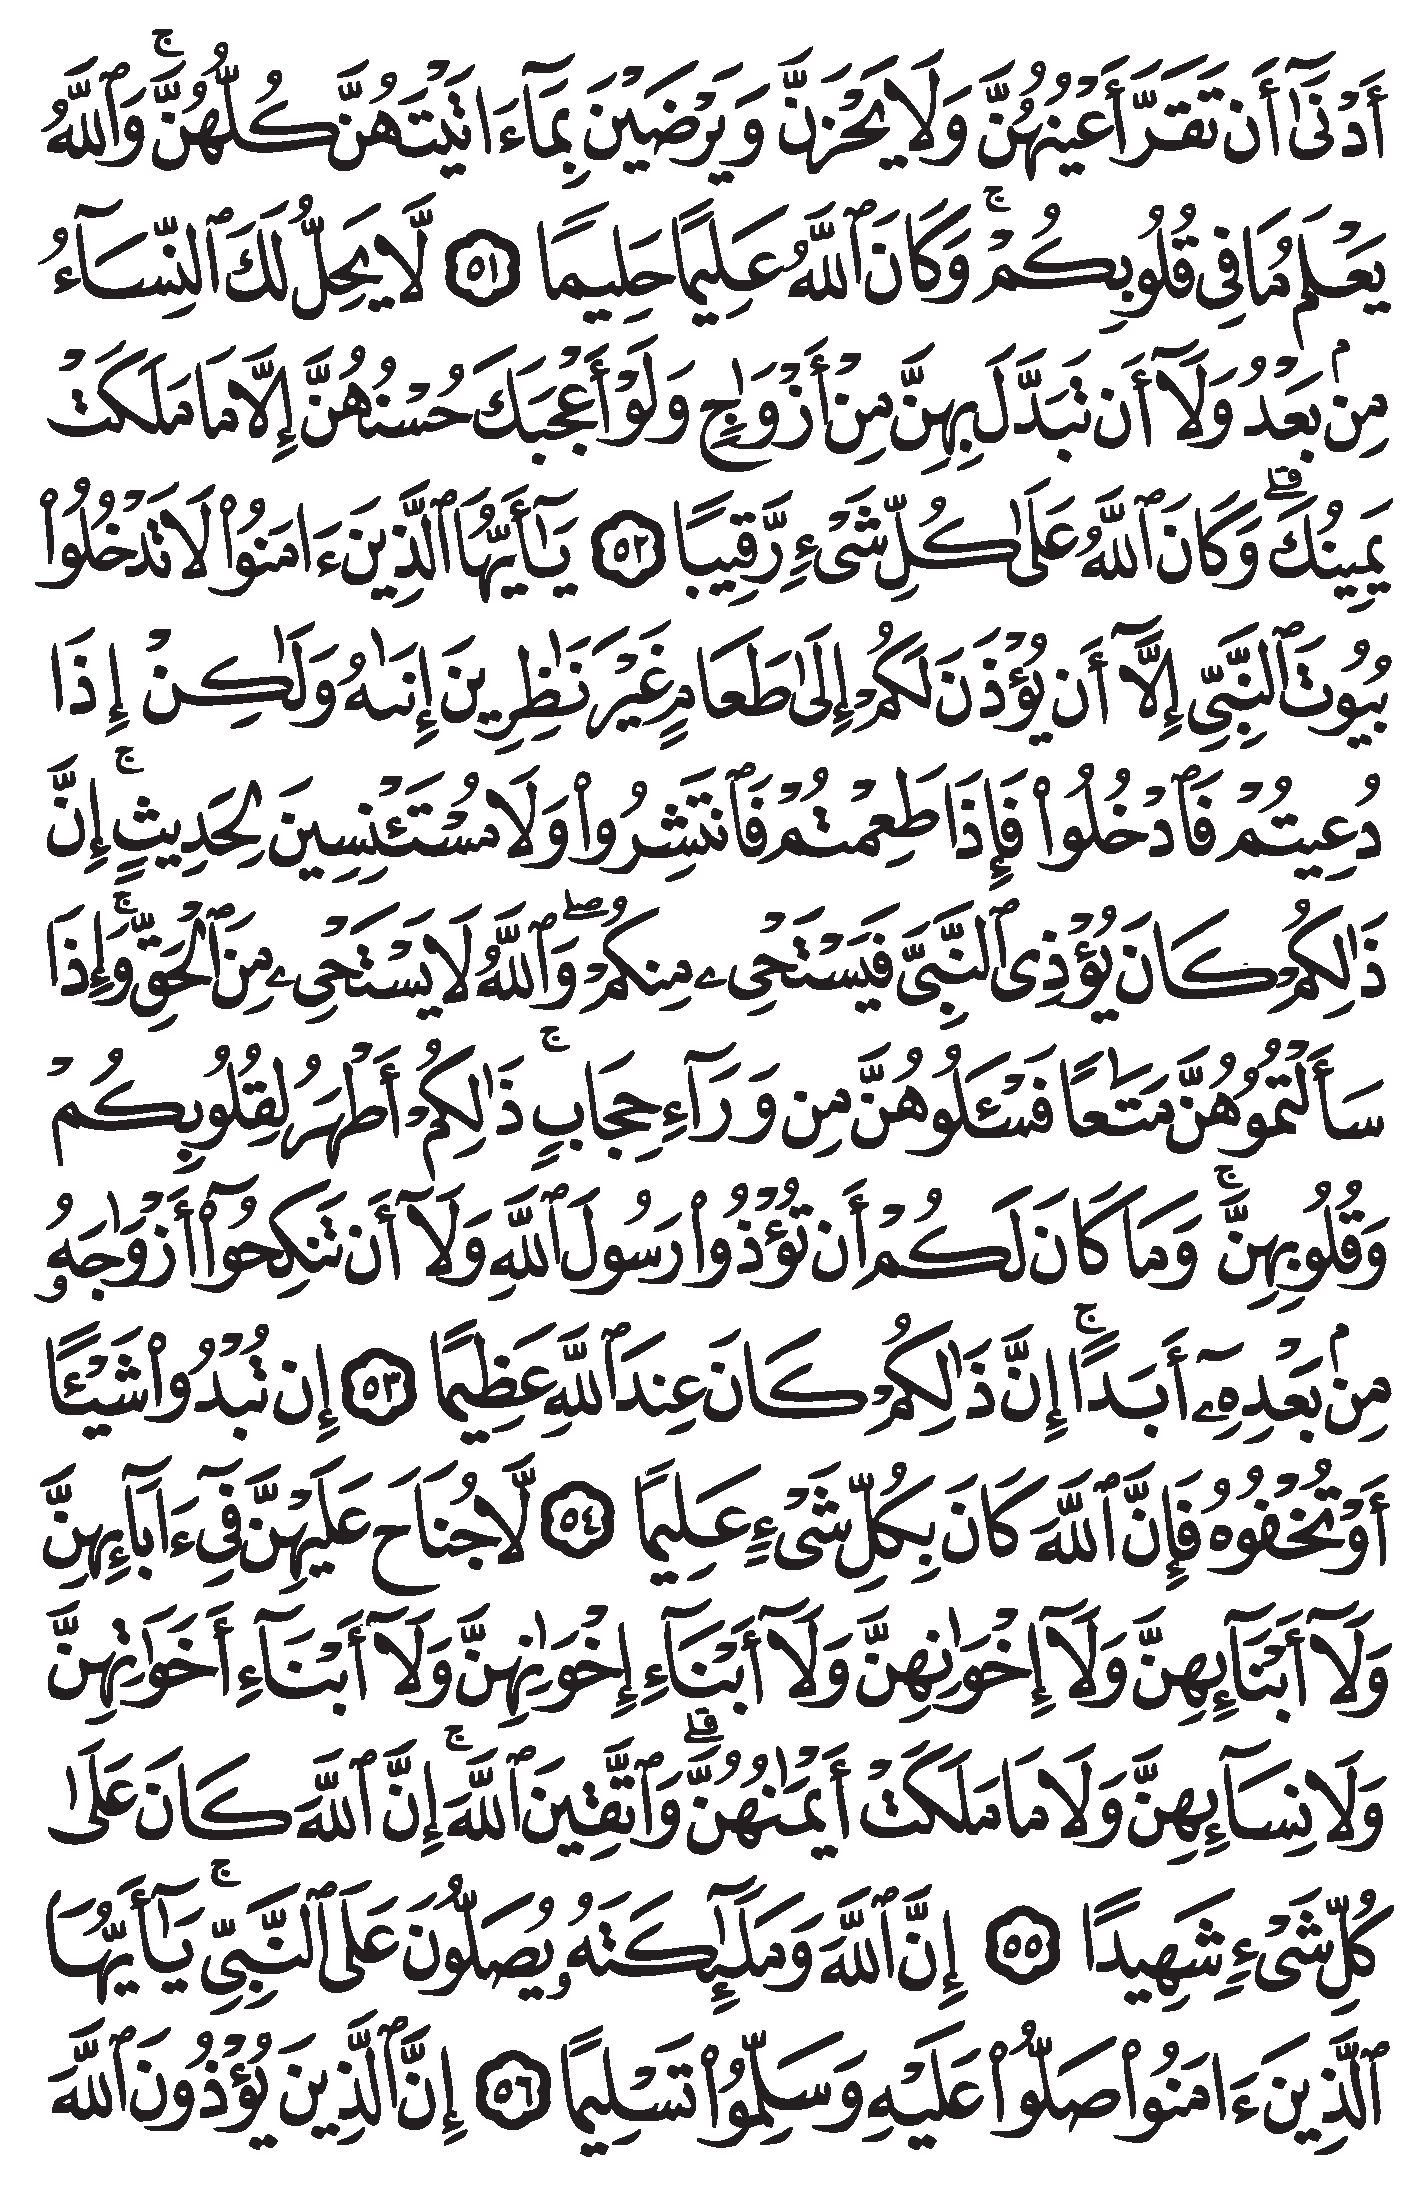 أَدْنَىٰٓ أَن تَقَرَّ أَعْيُنُهُنَّ وَلَا يَحْزَنَّ وَيَرْضَيْنَ بِمَآ ءَاتَيْتَهُنَّ كُلُّهُنَّ ۚ وَٱللَّهُ
يَعْلَمُ مَا فِى قُلُوبِكُمْ ۚ وَكَانَ ٱللَّهُ عَلِيمًا حَلِيمًا ٥١ لَّا يَحِلُّ لَكَ ٱلنِّسَآءُ
مِنۢ بَعْدُ وَلَآ أَن تَبَدَّلَ بِهِنَّ مِنْ أَزْوَٰجٍ وَلَوْ أَعْجَبَكَ حُسْنُهُنَّ إِلَّا مَا مَلَكَتْ
يَمِينُكَ ۗ وَكَانَ ٱللَّهُ عَلَىٰ كُلِّ شَىْءٍ رَّقِيبًا ٥٢ يَـٰٓأَيُّهَا ٱلَّذِينَ ءَامَنُوا۟ لَا تَدْخُلُوا۟
بُيُوتَ ٱلنَّبِىِّ إِلَّآ أَن يُؤْذَنَ لَكُمْ إِلَىٰ طَعَامٍ غَيْرَ نَـٰظِرِينَ إِنَىٰهُ وَلَـٰكِنْ إِذَا
دُعِيتُمْ فَٱدْخُلُوا۟ فَإِذَا طَعِمْتُمْ فَٱنتَشِرُوا۟ وَلَا مُسْتَـْٔنِسِينَ لِحَدِيثٍ ۚ إِنَّ
ذَٰلِكُمْ كَانَ يُؤْذِى ٱلنَّبِىَّ فَيَسْتَحْىِۦ مِنكُمْ ۖ وَٱللَّهُ لَا يَسْتَحْىِۦ مِنَ ٱلْحَقِّ ۚ وَإِذَا
سَأَلْتُمُوهُنَّ مَتَـٰعًا فَسْـَٔلُوهُنَّ مِن وَرَآءِ حِجَابٍ ۚ ذَٰلِكُمْ أَطْهَرُ لِقُلُوبِكُمْ
وَقُلُوبِهِنَّ ۚ وَمَا كَانَ لَكُمْ أَن تُؤْذُوا۟ رَسُولَ ٱللَّهِ وَلَآ أَن تَنكِحُوٓا۟ أَزْوَٰجَهُۥ
مِنۢ بَعْدِهِۦٓ أَبَدًا ۚ إِنَّ ذَٰلِكُمْ كَانَ عِندَ ٱللَّهِ عَظِيمًا ٥٣ إِن تُبْدُوا۟ شَيْـًٔا
أَوْ تُخْفُوهُ فَإِنَّ ٱللَّهَ كَانَ بِكُلِّ شَىْءٍ عَلِيمًا ٥٤ لَّا جُنَاحَ عَلَيْهِنَّ فِىٓ ءَابَآئِهِنَّ
وَلَآ أَبْنَآئِهِنَّ وَلَآ إِخْوَٰنِهِنَّ وَلَآ أَبْنَآءِ إِخْوَٰنِهِنَّ وَلَآ أَبْنَآءِ أَخَوَٰتِهِنَّ
وَلَا نِسَآئِهِنَّ وَلَا مَا مَلَكَتْ أَيْمَـٰنُهُنَّ ۗ وَٱتَّقِينَ ٱللَّهَ ۚ إِنَّ ٱللَّهَ كَانَ عَلَىٰ
كُلِّ شَىْءٍ شَهِيدًا ٥٥ إِنَّ ٱللَّهَ وَمَلَـٰٓئِكَتَهُۥ يُصَلُّونَ عَلَى ٱلنَّبِىِّ ۚ يَـٰٓأَيُّهَا
ٱلَّذِينَ ءَامَنُوا۟ صَلُّوا۟ عَلَيْهِ وَسَلِّمُوا۟ تَسْلِيمًا ٥٦ إِنَّ ٱلَّذِينَ يُؤْذُونَ ٱللَّهَ